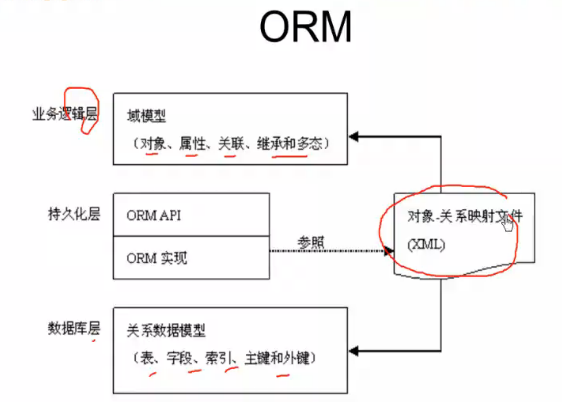 ORM
业务逻辑层
域模型
（对象、属性、关联、继承和多态）
持久化层
ORM API
ORM 实现
参照
对象-关系映射文件
(XML)
数据库层
关系数据模型
（表、字段、索引、主键和外键）